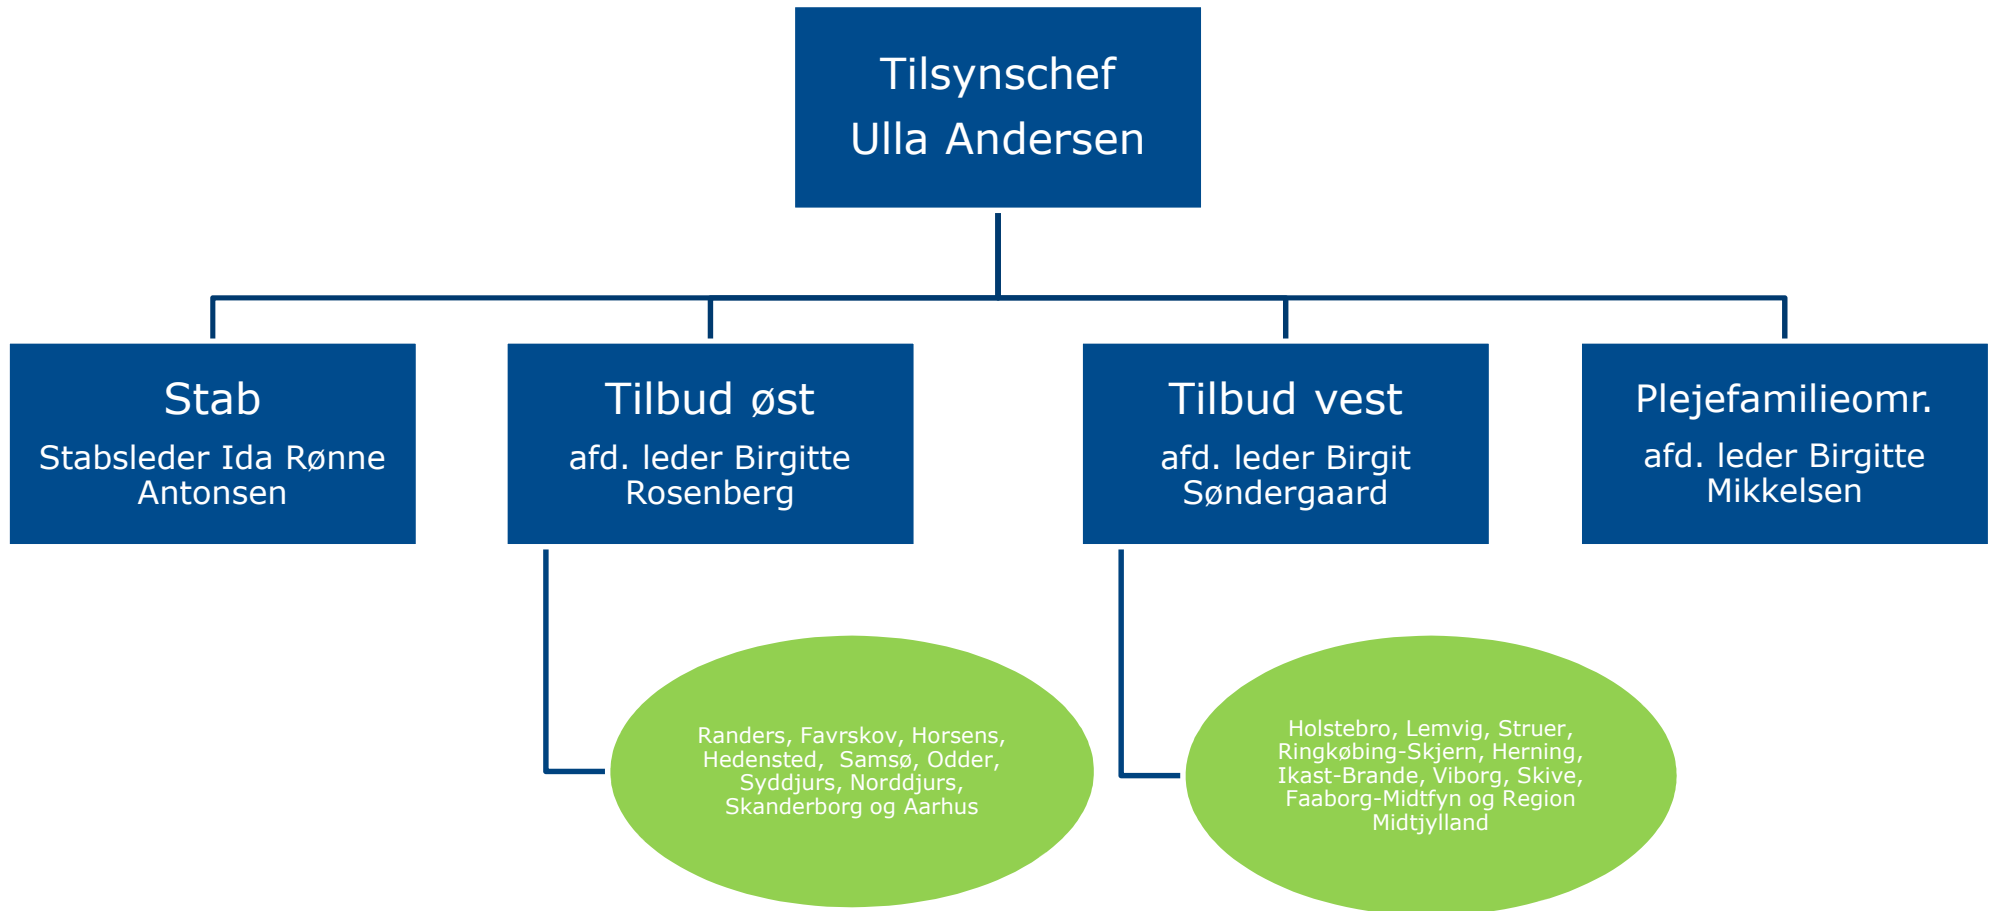 Tilsynschef
Ulla Andersen
Stab
Stabsleder Ida Rønne
Antonsen
Tilbud øst
afd. leder Birgitte
Rosenberg
Tilbud vest
afd. leder Birgit
Søndergaard
Plejefamilieomr.
afd. leder Birgitte
Mikkelsen
Randers, Favrskov, Horsens,
Hedensted,  Samsø, Odder,
Syddjurs, Norddjurs,
Skanderborg og Aarhus
Holstebro, Lemvig, Struer,
Ringkøbing-Skjern, Herning,
Ikast-Brande, Viborg, Skive,
Faaborg-Midtfyn og Region
Midtjylland